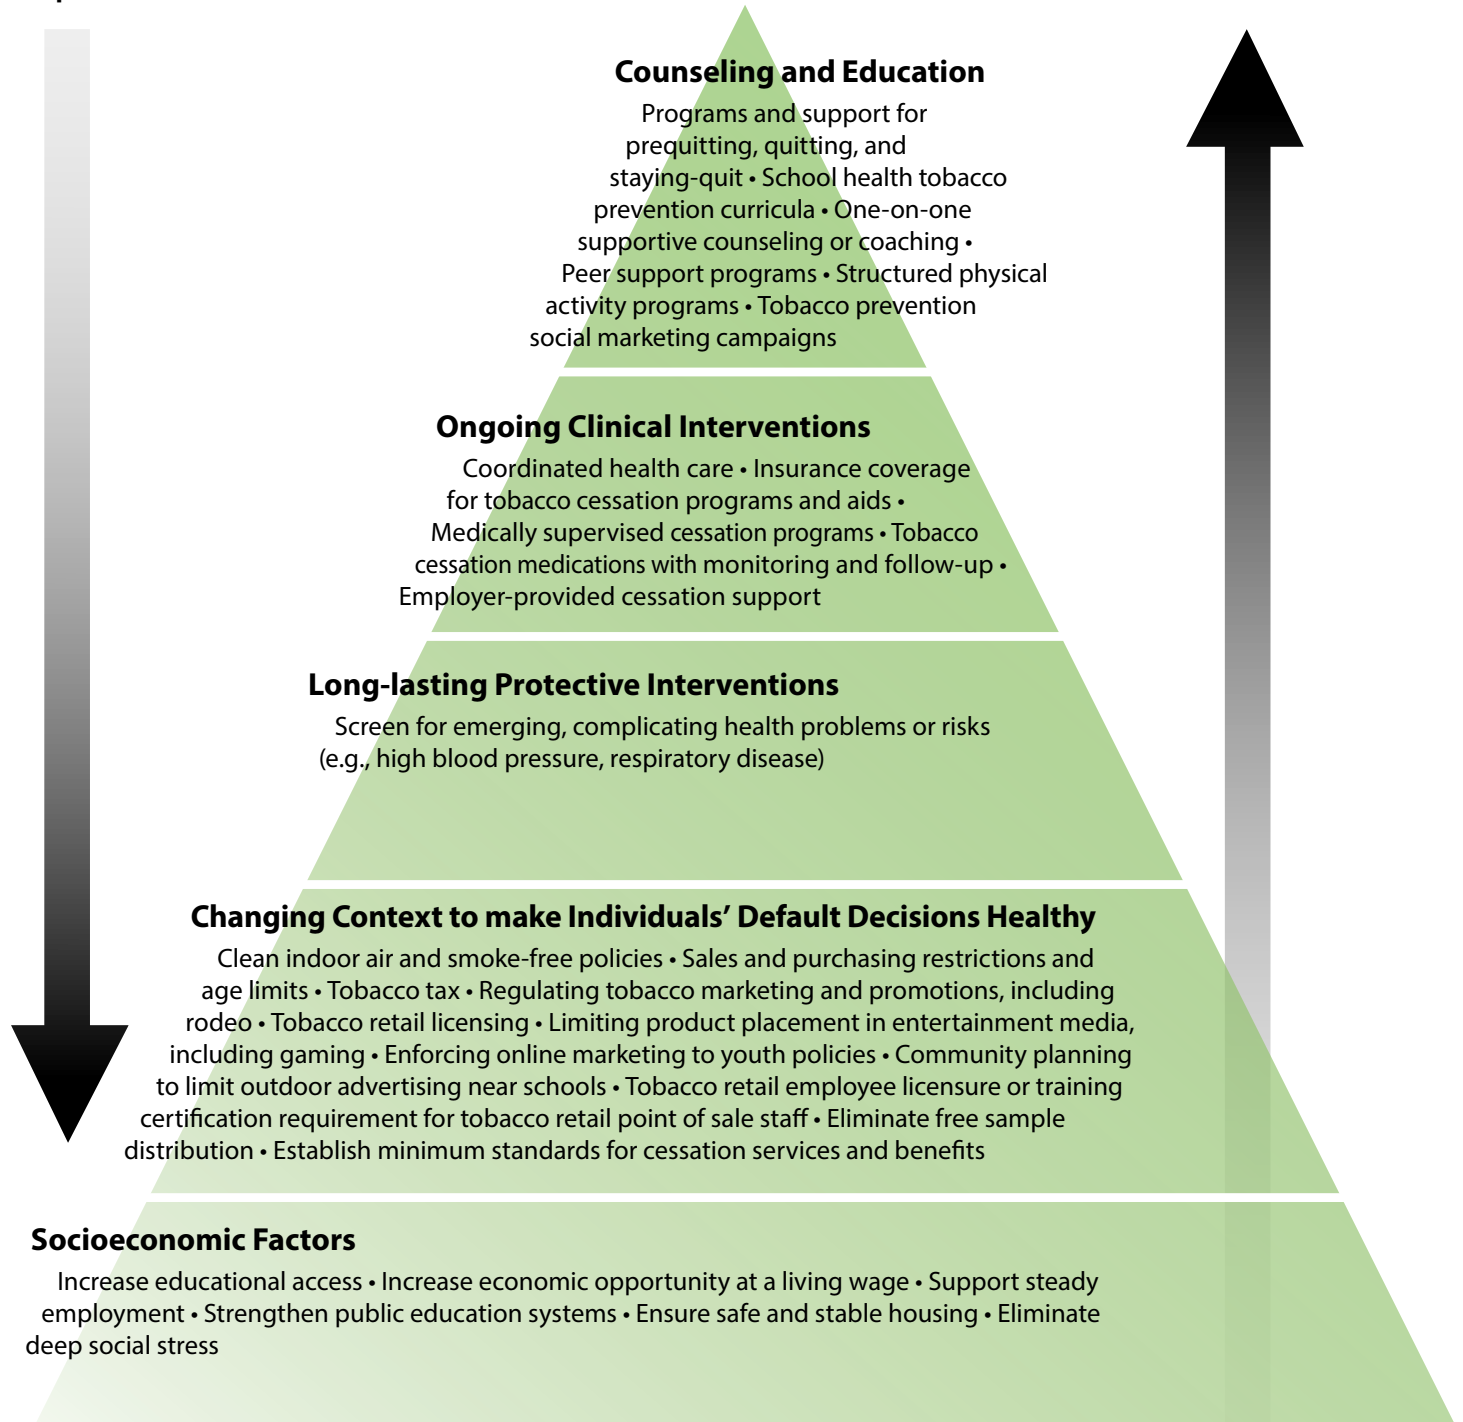 Counseling and Education
Programs and support for
prequitting, quitting, and
staying-quit • School health tobacco
prevention curricula • One-on-one
supportive counseling or coaching •
Peer support programs • Structured physical
activity programs • Tobacco prevention
social marketing campaigns
Ongoing Clinical Interventions
Coordinated health care • Insurance coverage
for tobacco cessation programs and aids •
Medically supervised cessation programs • Tobacco
cessation medications with monitoring and follow-up •
Employer-provided cessation support
Long-lasting Protective Interventions
Screen for emerging, complicating health problems or risks
(e.g., high blood pressure, respiratory disease)
Changing Context to make Individuals’ Default Decisions Healthy
Clean indoor air and smoke-free policies • Sales and purchasing restrictions and
age limits • Tobacco tax • Regulating tobacco marketing and promotions, including
rodeo • Tobacco retail licensing • Limiting product placement in entertainment media,
including gaming • Enforcing online marketing to youth policies • Community planning
to limit outdoor advertising near schools • Tobacco retail employee licensure or training
certification requirement for tobacco retail point of sale staff • Eliminate free sample
distribution • Establish minimum standards for cessation services and benefits
Socioeconomic Factors
Increase educational access • Increase economic opportunity at a living wage • Support steady
employment • Strengthen public education systems • Ensure safe and stable housing • Eliminate
deep social stress